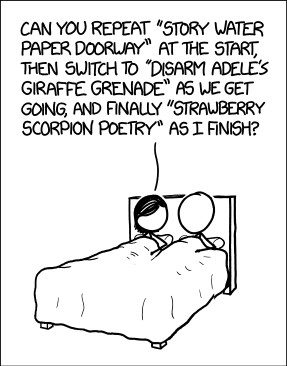 CAN YOU REPEAT "STORY WATER
PAPER DOORWAY" AT THE START,
THEN SWITCH TO "DISARM ADELE'S
GIRAFFE GRENADE" AS WE GET
GOING, AND FINALLY "STRAWBERRY
SCORPION POETRY" AS I FINISH?